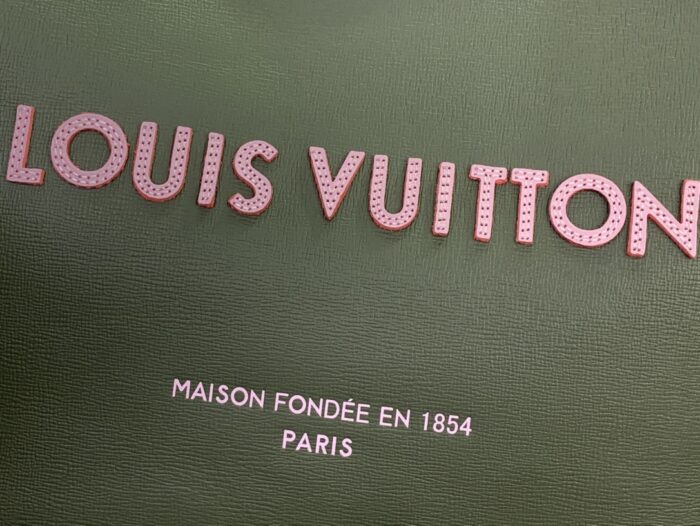 LOUIS VUITTON
MAISON FONDÉE EN 1854
PARIS